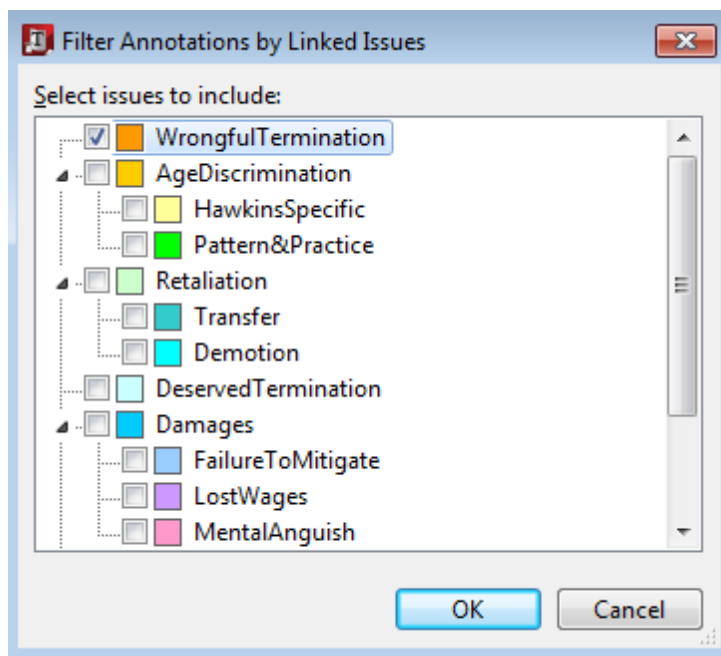 Filter Annotations by Linked Issues
Select issues to include:
WrongfulTermination
AgeDiscrimination
HawkinsSpecific
Pattern&Practice
Retaliation
Transfer
Demotion
DeservedTermination
Damages
FailureToMitigate
LostWages
MentalAnguish
OK Cancel